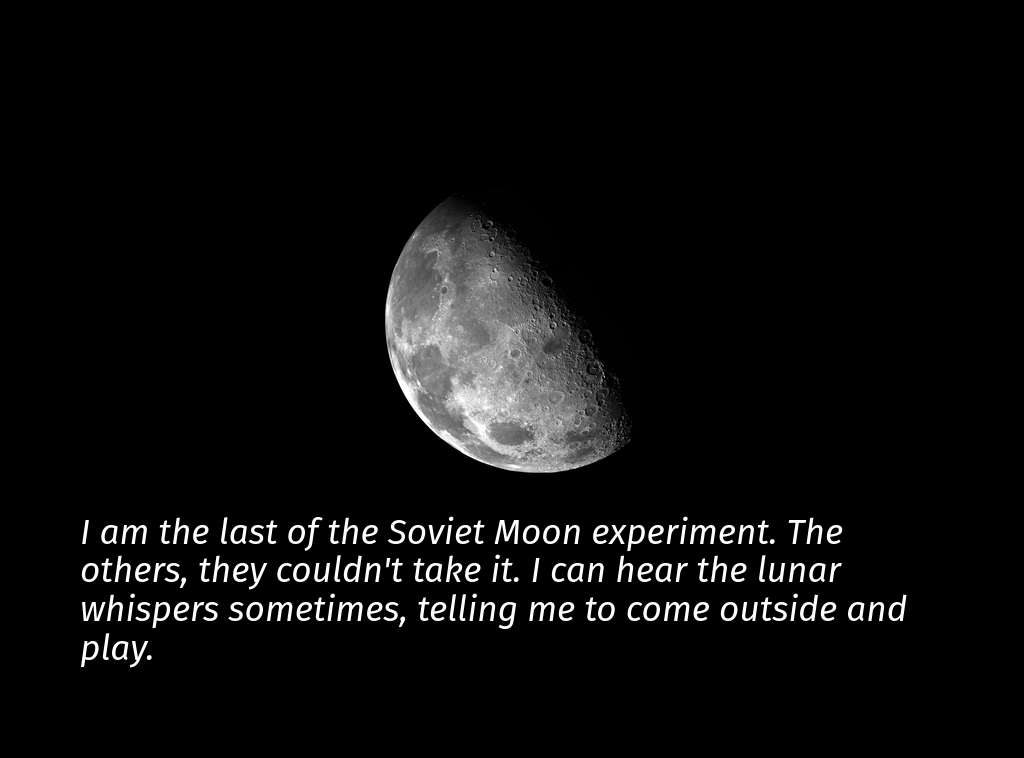 I am the last of the Soviet Moon experiment. The
others, they couldn't take it. I can hear the lunar
whispers sometimes, telling me to come outside and
play.